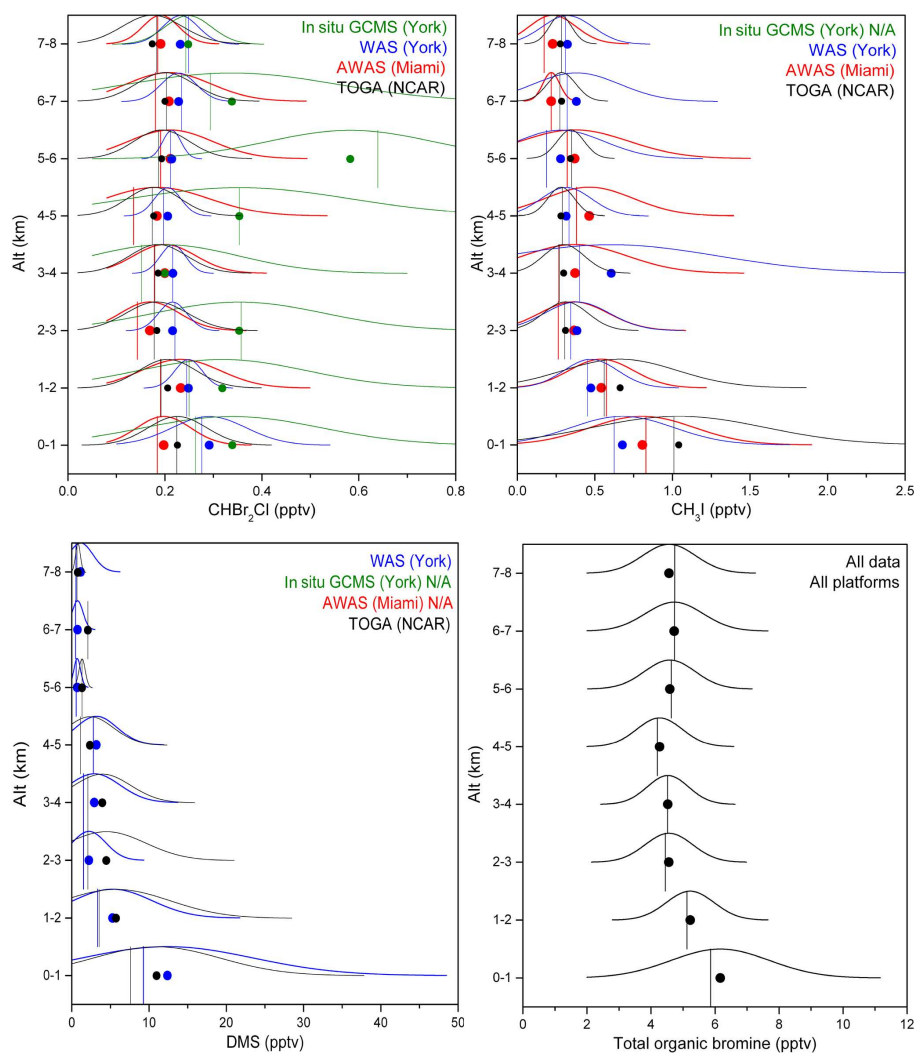 In situ GCMS (York)
WAS (York)
AWAS (Miami)
TOGA (NCAR)
Alt (km)
7-8
6-7
5-6
4-5
3-4
2-3
1-2
0-1
0.0 0.2 0.4 0.6 0.8
CHBr2Cl (pptv)
In situ GCMS (York) N/A
WAS (York)
AWAS (Miami)
TOGA (NCAR)
Alt (km)
7-8
6-7
5-6
4-5
3-4
2-3
1-2
0-1
0.0 0.5 1.0 1.5 2.0 2.5
CH3I (pptv)
WAS (York)
In situ GCMS (York) N/A
AWAS (Miami) N/A
TOGA (NCAR)
Alt (km)
7-8
6-7
5-6
4-5
3-4
2-3
1-2
0-1
0 10 20 30 40 50
DMS (pptv)
All data
All platforms
Alt (km)
7-8
6-7
5-6
4-5
3-4
2-3
1-2
0-1
0 2 4 6 8 10 12
Total organic bromine (pptv)